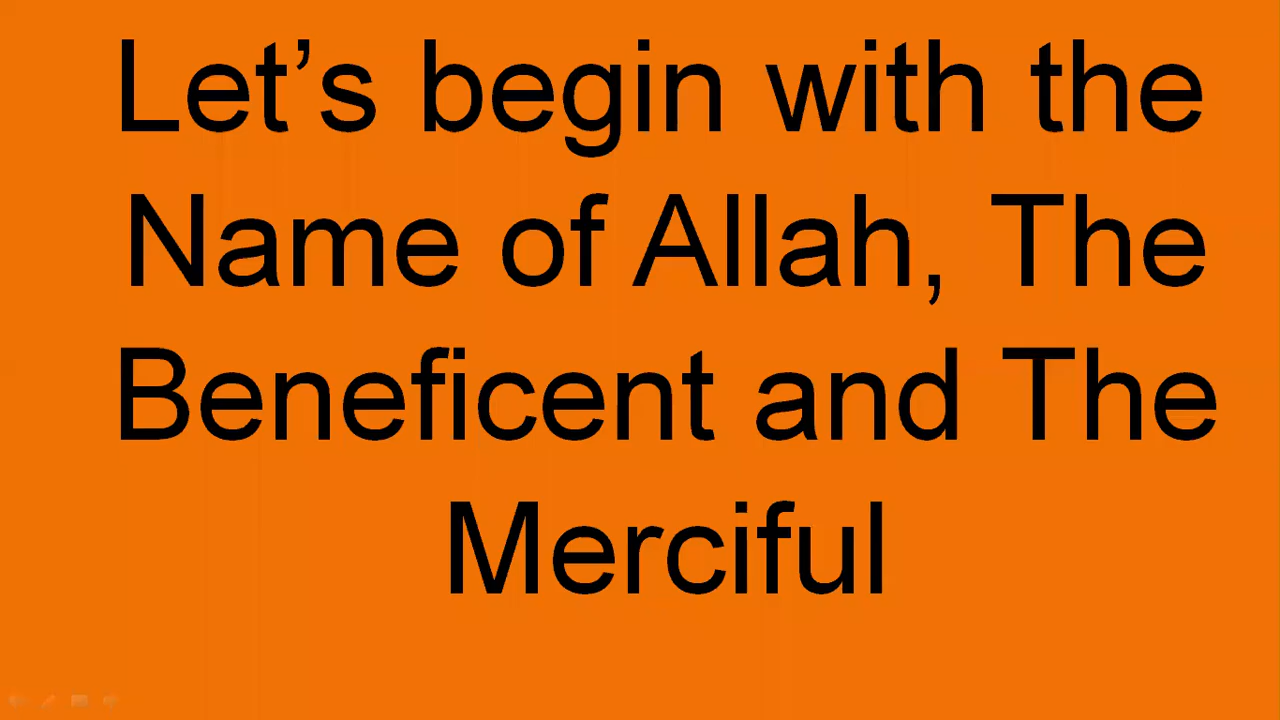 Let’s begin with the
Name of Allah, The
Beneficent and The
Merciful